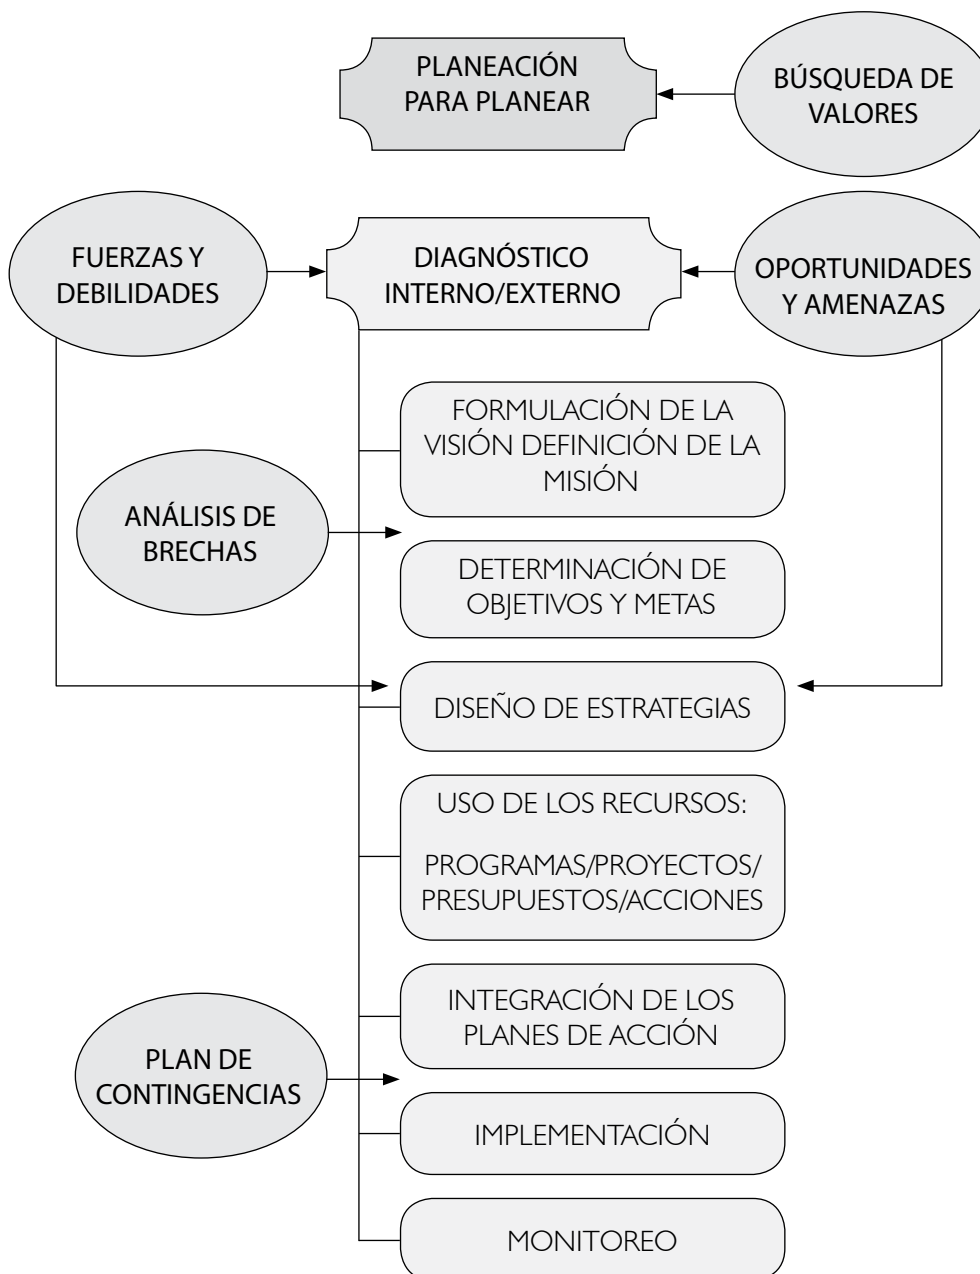 PLANEACIÓN
PARA PLANEAR
BÚSQUEDA DE
VALORES
FUERZAS Y
DEBILIDADES
DIAGNÓSTICO
INTERNO/EXTERNO
OPORTUNIDADES
Y AMENAZAS
FORMULACIÓN DE LA
VISIÓN DEFINICIÓN DE LA
MISIÓN
ANÁLISIS DE
BRECHAS
DETERMINACIÓN DE
OBJETIVOS Y METAS
DISEÑO DE ESTRATEGIAS
USO DE LOS RECURSOS:
PROGRAMAS/PROYECTOS/
PRESUPUESTOS/ACCIONES
INTEGRACIÓN DE LOS
PLANES DE ACCIÓN
PLAN DE
CONTINGENCIAS
IMPLEMENTACIÓN
MONITOREO